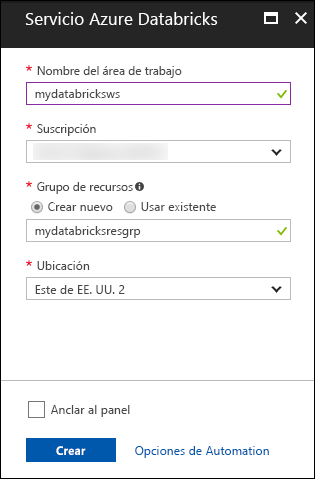 Servicio Azure Databricks
* Nombre del área de trabajo
mydatabricksws
* Suscripción
* Grupo de recursos
Crear nuevo Usar existente
mydatabricksresgrp
* Ubicación
Este de EE. UU. 2
Anclar al panel
Crear Opciones de Automation